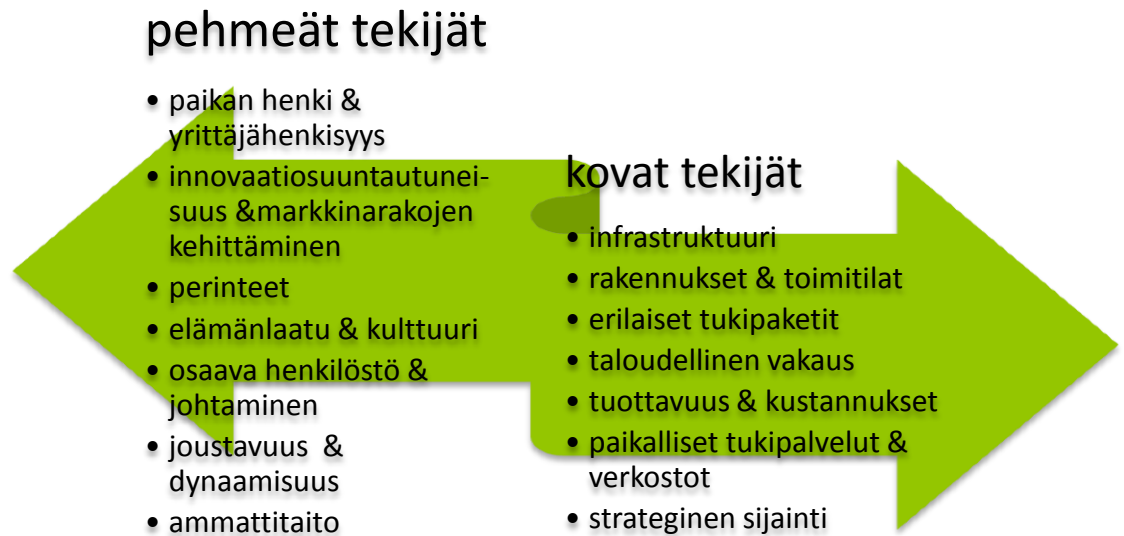 pehmeät tekijät
• paikan henki &
yrittäjähenkisyys
• innovaatiosuuntautunei-
suus &markkinarakojen
kehittäminen
• perinteet
• elämänlaatu & kulttuuri
• osaava henkilöstö &
johtaminen
• joustavuus & 
dynaamisuus
• ammattitaito
kovat tekijät
• infrastruktuuri
• rakennukset & toimitilat
• erilaiset tukipaketit
• taloudellinen vakaus
• tuottavuus & kustannukset
• paikalliset tukipalvelut &
verkostot
• strateginen sijainti